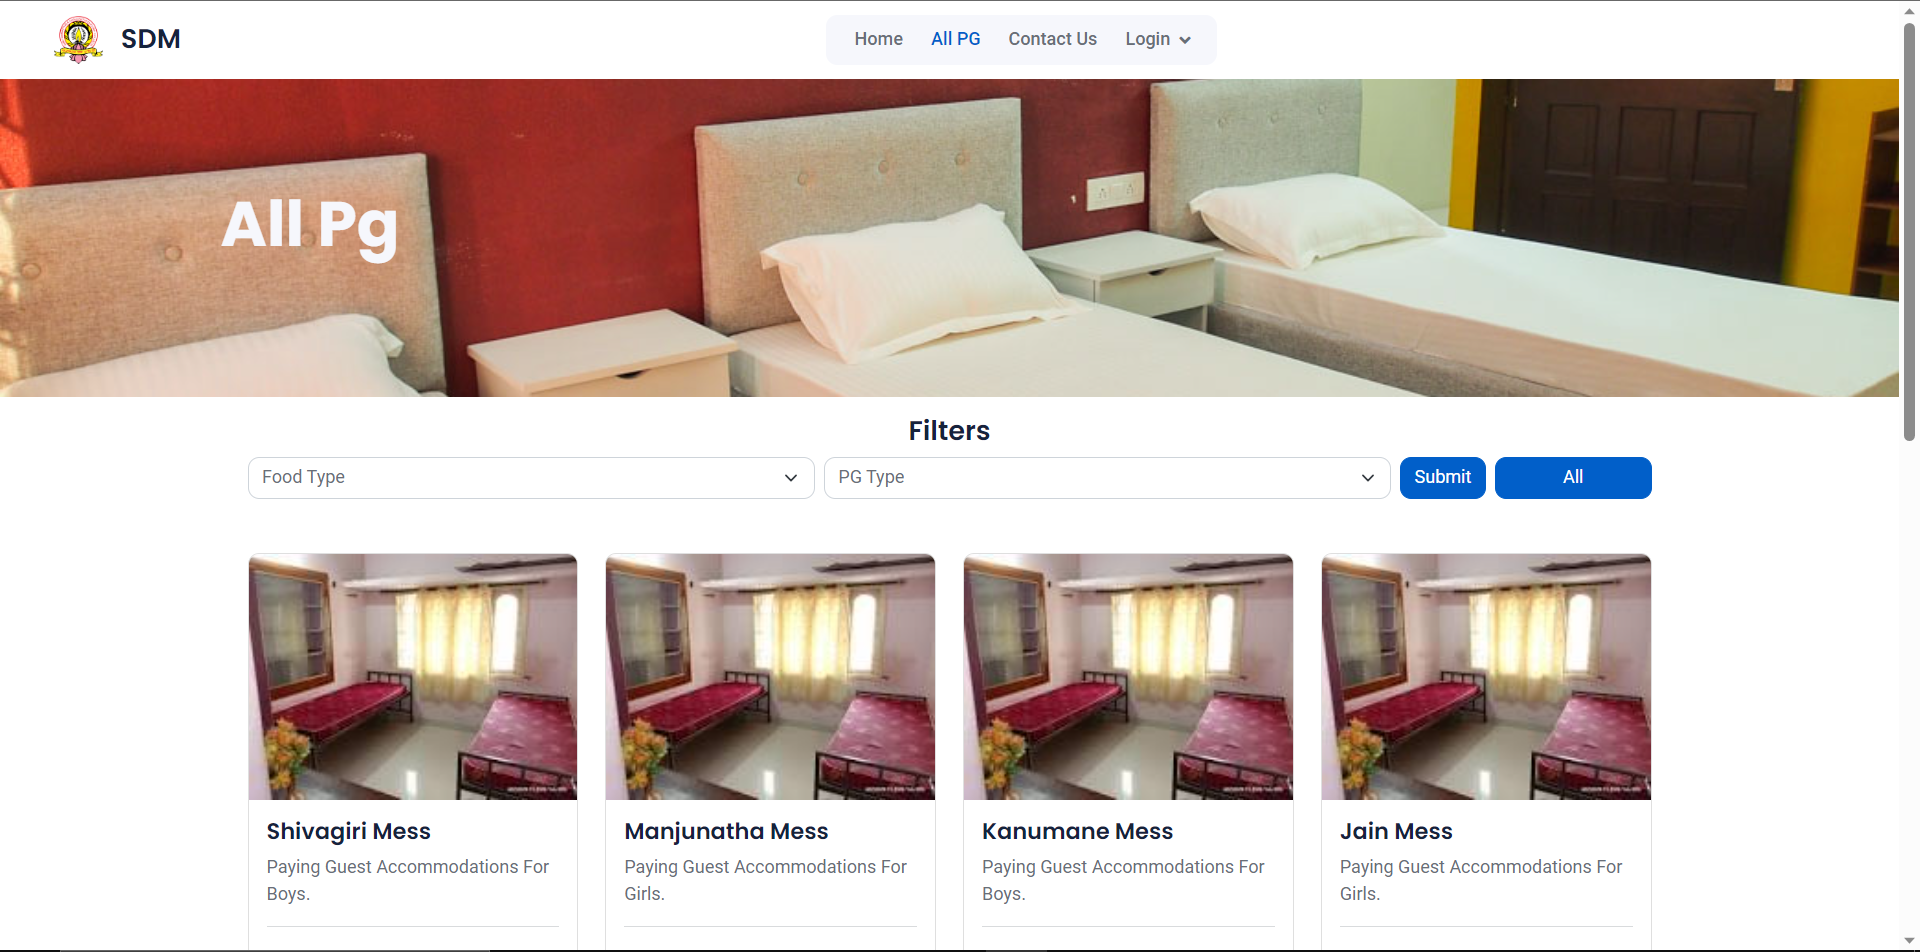 SDM
Home
All PG
Contact Us
Login
All Pg
Filters
Food Type
PG Type
Submit
All
Shivagiri Mess
Paying Guest Accommodations For
Boys.
Manjunatha Mess
Paying Guest Accommodations For
Girls.
Kanumane Mess
Paying Guest Accommodations For
Boys.
Jain Mess
Paying Guest Accommodations For
Girls.